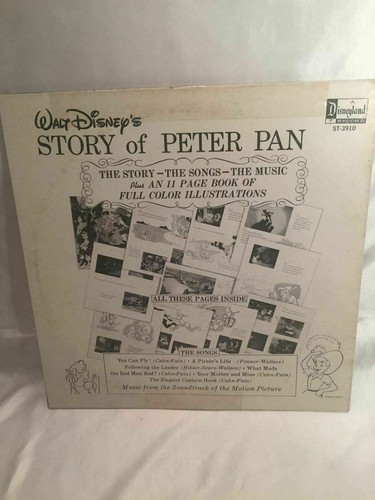 A
Disneyland
RECORD
ST-3910
Walt Disney's
STORY of PETER PAN
THE STORY—THE SONGS—THE MUSIC
Plus AN 11 PAGE BOOK OF
FULL COLOR ILLUSTRATIONS
ALL THESE PAGES INSIDE
THE SONGS
You Can Fly! (Cahn-Fain) • A Pirate's Life (Penner-Wallace)
Following the Leader (Hibler-Sears-Wallace) • What Made
the Red Man Red? (Cahn-Fain) • Your Mother and Mine (Cahn-Fain)
The Elegant Captain Hook (Cahn-Fain)
Music from the Soundtrack of the Motion Picture